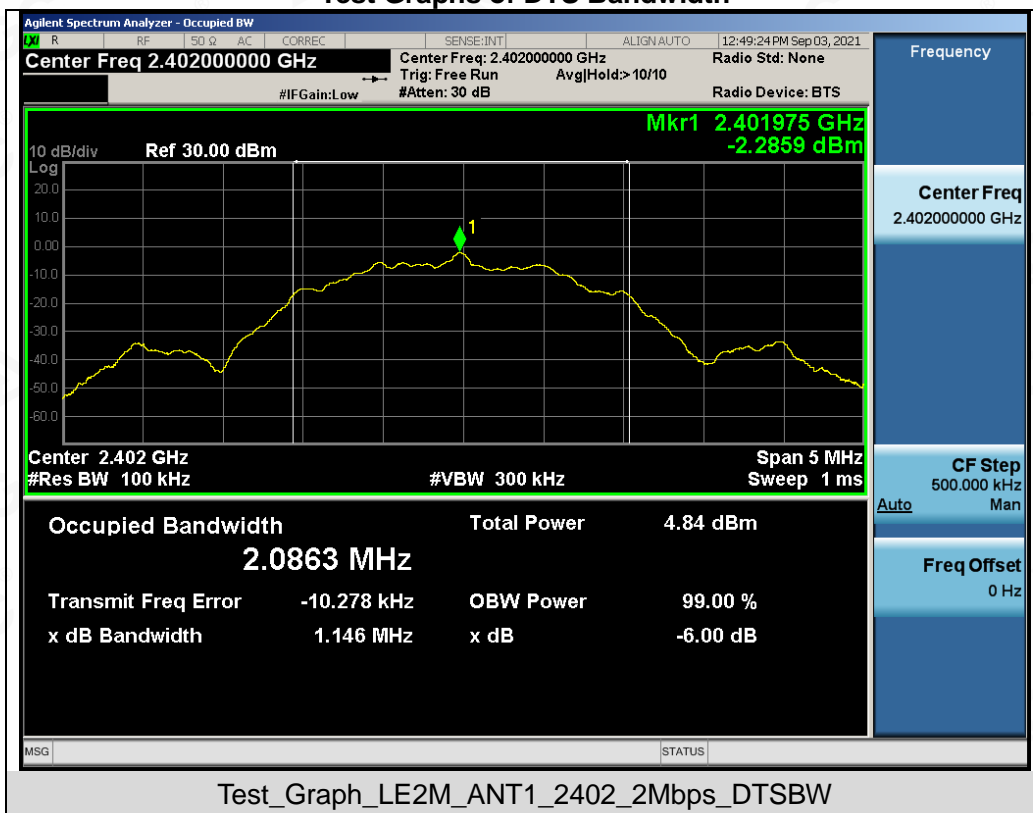 Test Graphs of DTS Bandwidth
Agilent Spectrum Analyzer - Occupied BW
LXI R RF 50 Ω AC CORREC SENSE:INT ALIGN AUTO 12:49:24 PM Sep 03, 2021
Center Freq 2.402000000 GHz
Center Freq: 2.402000000 GHz
Radio Std: None
Trig: Free Run Avg|Hold:> 10/10
#IFGain:Low
#Atten: 30 dB
Radio Device: BTS
Frequency
Mkr1 2.401975 GHz
-2.2859 dBm
10 dB/div Ref 30.00 dBm
Log
20.0
10.0
0.00
-10.0
-20.0
-30.0
-40.0
-50.0
-60.0
1
Center 2.402 GHz Span 5 MHz
#Res BW 100 kHz #VBW 300 kHz Sweep 1 ms
Center Freq
2.402000000 GHz
CF Step
500.000 kHz
Auto Man
Freq Offset
0 Hz
Occupied Bandwidth Total Power 4.84 dBm
2.0863 MHz
Transmit Freq Error -10.278 kHz OBW Power 99.00 %
x dB Bandwidth 1.146 MHz x dB -6.00 dB
MSG STATUS
Test_Graph_LE2M_ANT1_2402_2Mbps_DTSBW